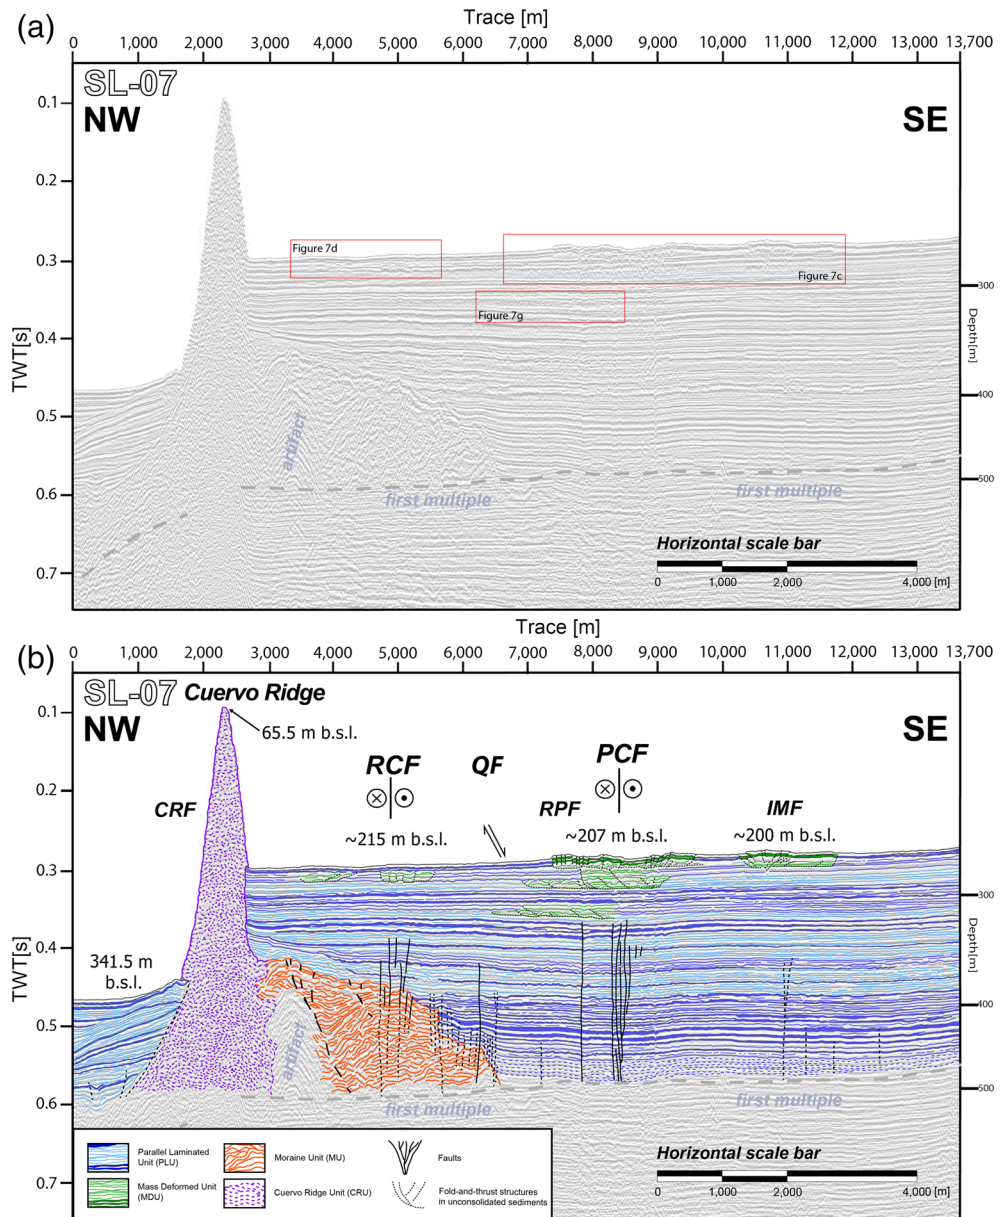 (a)
Trace [m]
0 1,000 2,000 3,000 4,000 5,000 6,000 7,000 8,000 9,000 10,000 11,000 12,000 13,000 13,700
SL-07
NW
SE
0.1
0.2
0.3
0.4
0.5
0.6
0.7
TWT[s]
Figure 7d
Figure 7c
Figure 7g
300
400
500
Depth[m]
artifact
first multiple
first multiple
Horizontal scale bar
0 1,000 2,000 4,000 [m]
(b)
Trace [m]
0 1,000 2,000 3,000 4,000 5,000 6,000 7,000 8,000 9,000 10,000 11,000 12,000 13,000 13,700
SL-07 Cuervo Ridge
NW
SE
65.5 m b.s.l.
CRF
RCF
QF
PCF
RPF
IMF
~215 m b.s.l.
~207 m b.s.l.
~200 m b.s.l.
341.5 m
b.s.l.
0.1
0.2
0.3
0.4
0.5
0.6
0.7
TWT[s]
300
400
500
Depth[m]
artifact
first multiple
first multiple
Parallel Laminated
Unit (PLU)
Mass Deformed Unit
(MDU)
Moraine Unit (MU)
Cuervo Ridge Unit (CRU)
Faults
Fold-and-thrust structures
in unconsolidated sediments
Horizontal scale bar
0 1,000 2,000 4,000 [m]